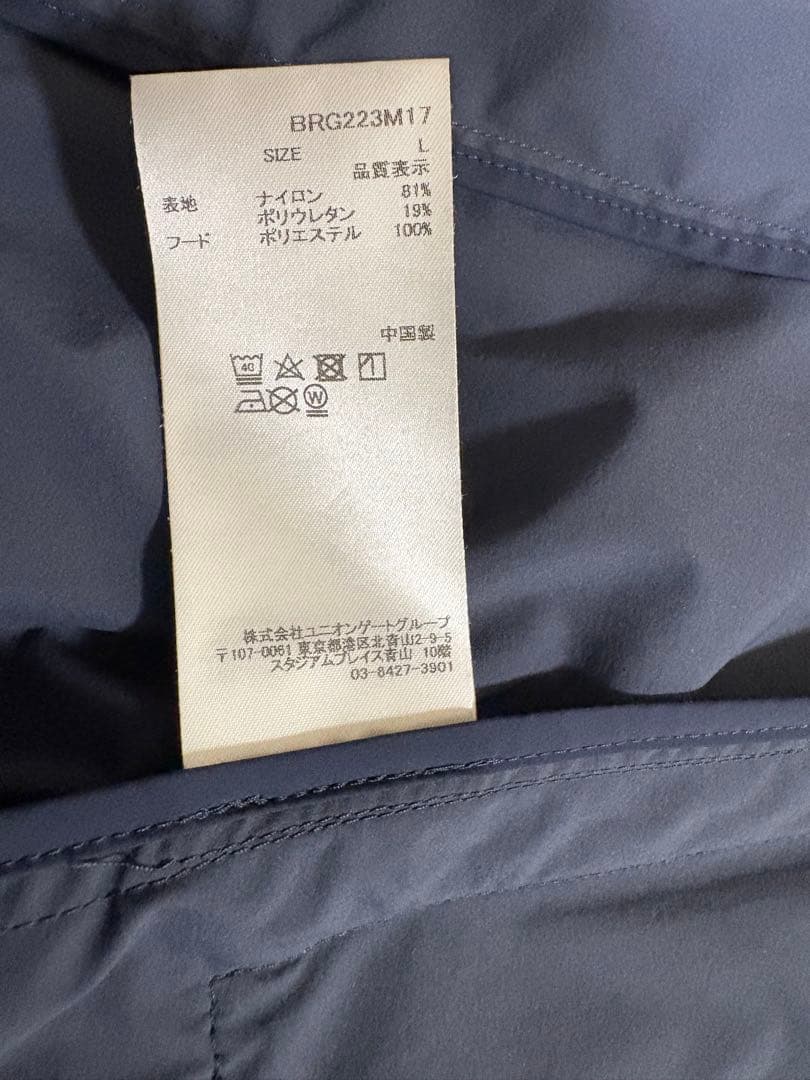 BRG223M17
SIZE L
品質表示
表地 ナイロン 81%
ポリウレタン 19%
フード ポリエステル 100%
中国製
40
W
株式会社ユニオンゲートグループ
〒107-0061 東京都港区北青山2-9-5
スタジアムプレイス青山 10階
03-6427-3901